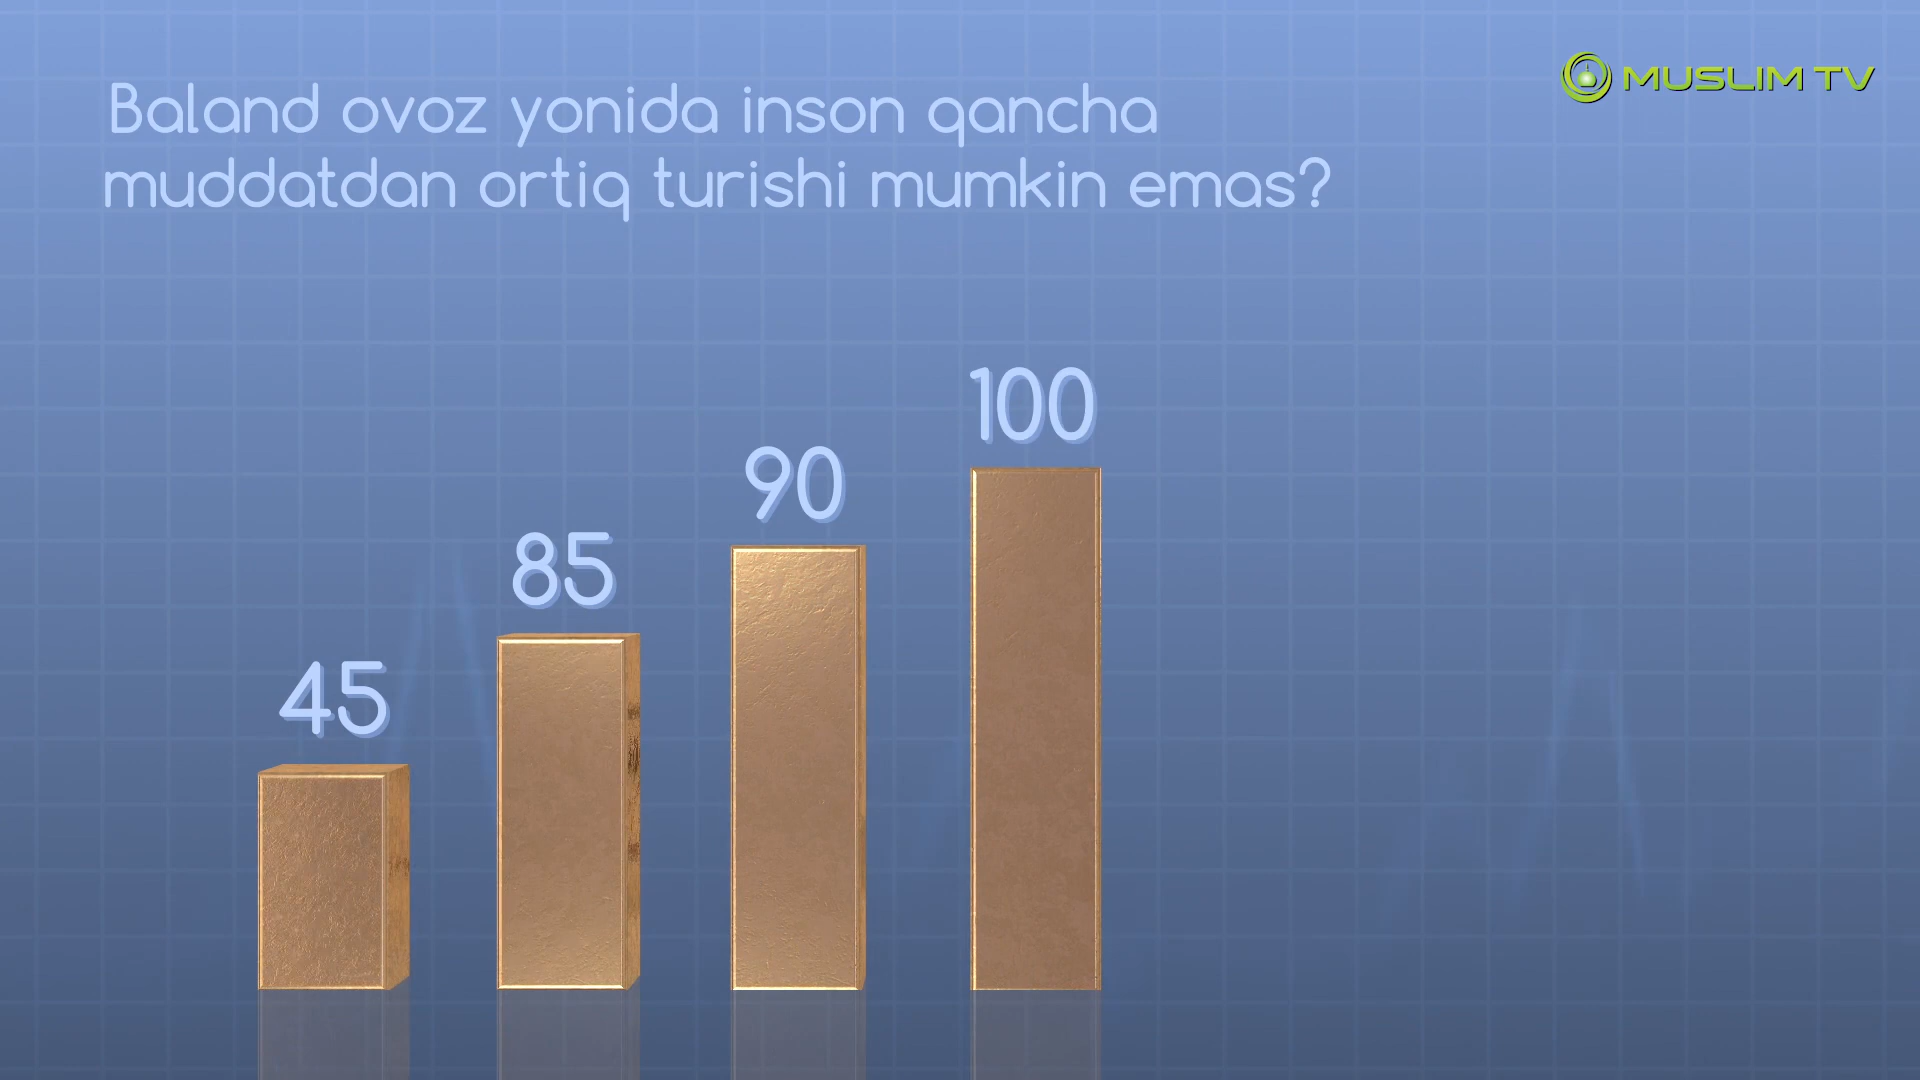 MUSLIM TV
Baland ovoz yonida inson qancha
muddatdan ortiq turishi mumkin emas?
100
90
85
45